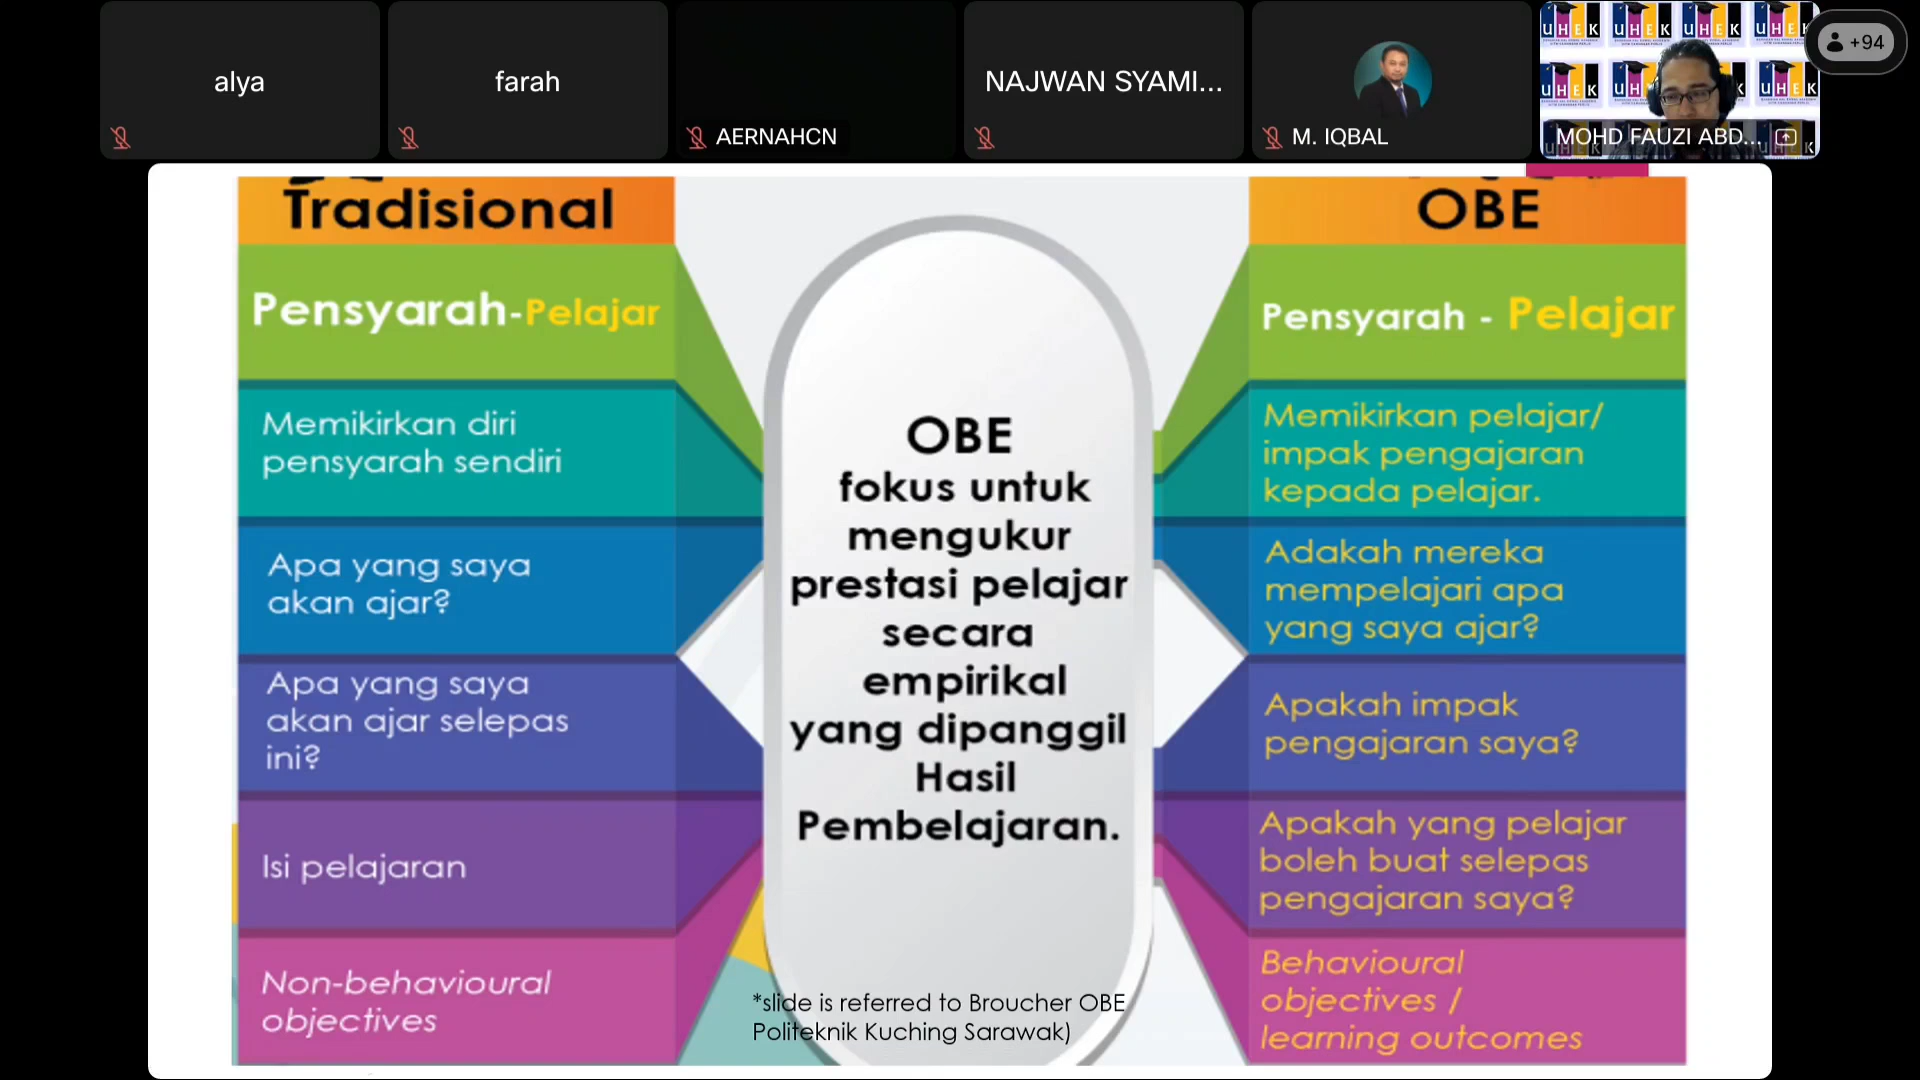 alya
farah
AERNAHCN
NAJWAN SYAMI...
M. IQBAL
MOHD FAUZI ABD...
+94
UHEK
Tradisional
OBE
Pensyarah-Pelajar
Pensyarah - Pelajar
Memikirkan diri
pensyarah sendiri
Apa yang saya
akan ajar?
Apa yang saya
akan ajar selepas
ini?
Isi pelajaran
Non-behavioural
objectives
OBE
fokus untuk
mengukur
prestasi pelajar
secara
empirikal
yang dipanggil
Hasil
Pembelajaran.
*slide is referred to Broucher OBE
Politeknik Kuching Sarawak)
Memikirkan pelajar/
impak pengajaran
kepada pelajar.
Adakah mereka
mempelajari apa
yang saya ajar?
Apakah impak
pengajaran saya?
Apakah yang pelajar
boleh buat selepas
pengajaran saya?
Behavioural
objectives /
learning outcomes